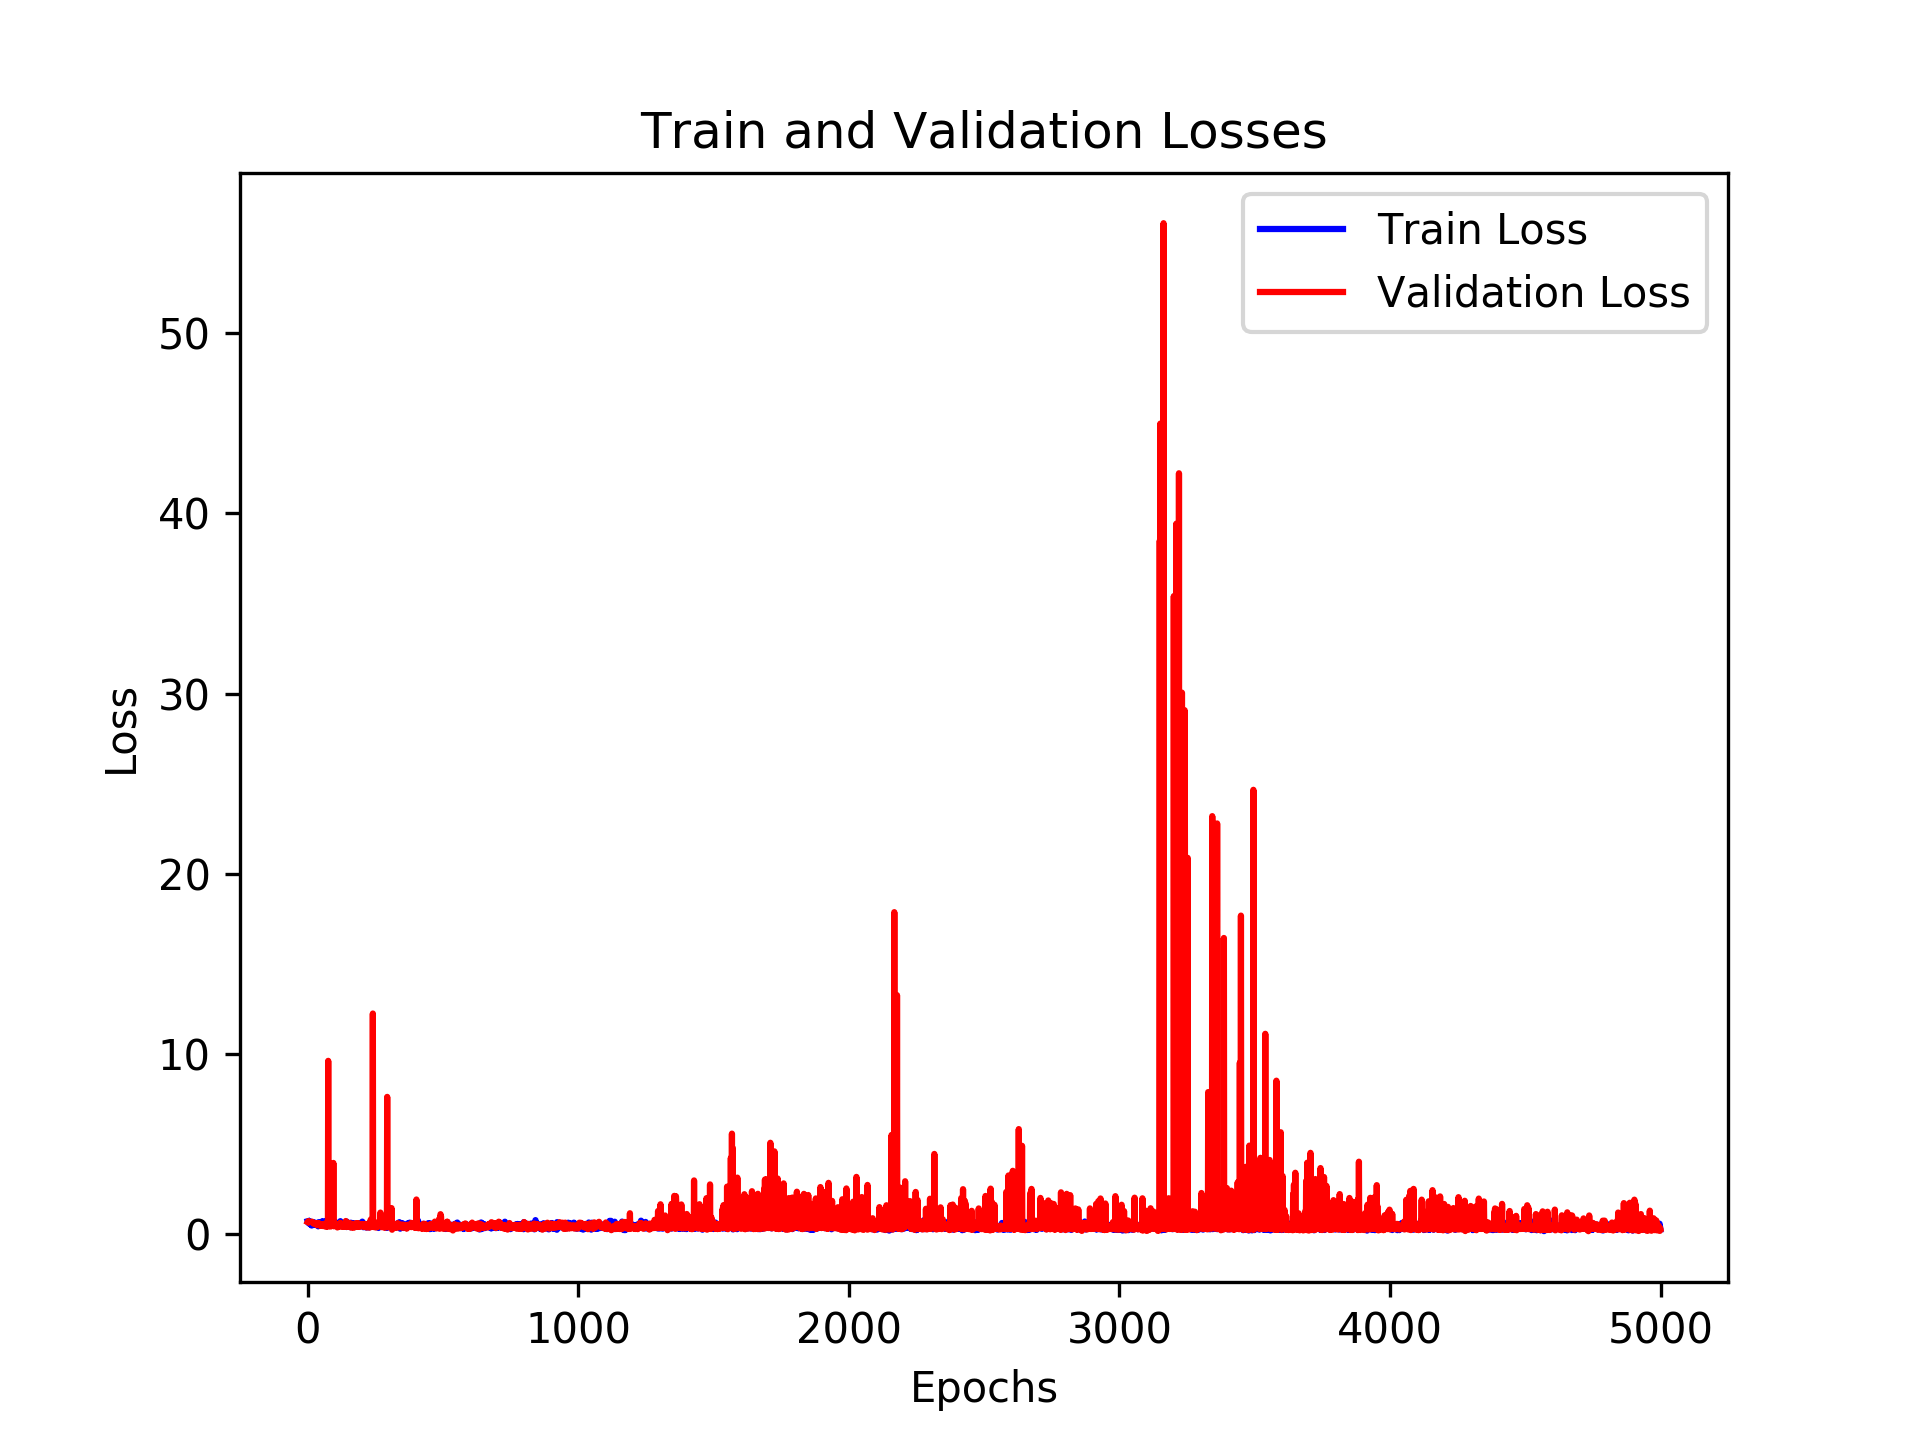 Train and Validation Losses
Train Loss
Validation Loss
50
40
30
20
10
0
Loss
0 1000 2000 3000 4000 5000
Epochs